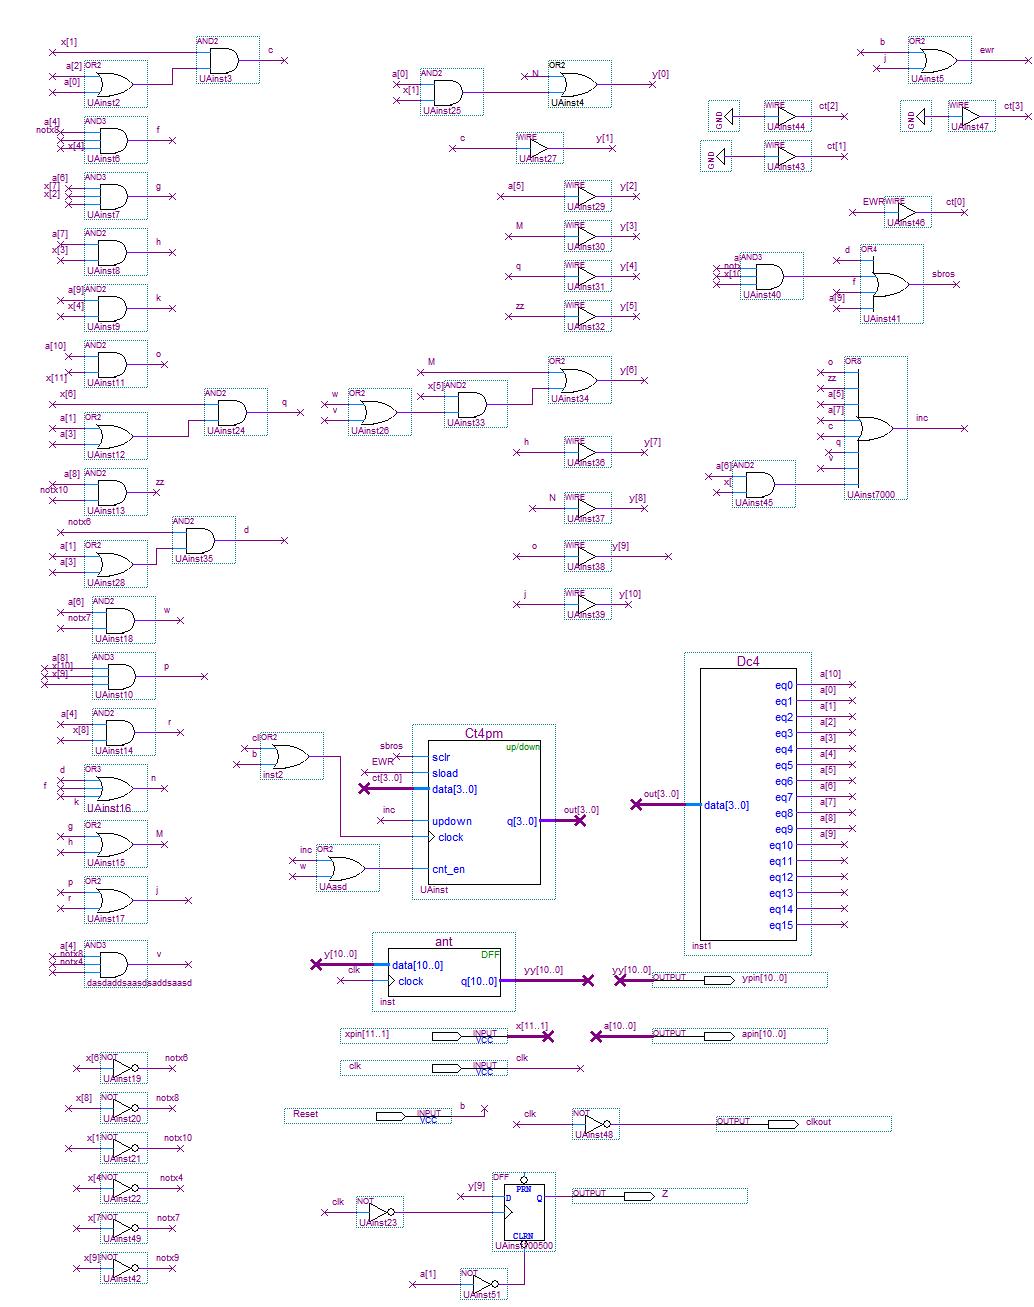 x[1]
AND2
c
a[2]
OR2
a[0]
UAinst3
UAinst2
a[4]
AND3
x[4]
f
UAinst6
a[6]
AND3
x[7]
x[2]
g
UAinst7
a[7]
AND2
x[3]
h
UAinst8
a[9]
AND2
x[4]
k
UAinst9
a[10]
AND2
x[11]
o
UAinst11
x[6]
AND2
q
a[1]
OR2
a[3]
UAinst24
UAinst12
a[8]
AND2
notx10
zz
UAinst13
notx6
AND2
d
a[1]
OR2
a[3]
UAinst35
UAinst28
a[6]
AND2
notx7
w
UAinst18
a[8]
AND3
x[10]
x[9]
p
UAinst10
a[4]
AND2
x[8]
r
UAinst14
d
OR3
f
k
n
UAinst16
g
OR2
h
M
UAinst15
p
OR2
r
j
UAinst17
a[4]
AND3
notx8
notx4
v
dasdaddsaasdsaddsaasd
x[6]
NOT
notx6
UAinst19
x[8]
NOT
notx8
UAinst20
x[1
NOT
notx10
UAinst21
x[4
NOT
notx4
UAinst22
x[7
NOT
notx7
UAinst49
x[9]
NOT
notx9
UAinst42
a[0]
AND2
x[1]
UAinst25
N
OR2
y[0]
UAinst4
c
WIRE
y[1]
UAinst27
a[5]
WIRE
y[2]
UAinst29
M
WIRE
y[3]
UAinst30
q
WIRE
y[4]
UAinst31
zz
WIRE
y[5]
UAinst32
M
OR2
y[6]
w
OR2
v
x[5]
AND2
UAinst34
UAinst26
UAinst33
h
WIRE
y[7]
UAinst36
N
WIRE
y[8]
UAinst37
o
WIRE
y[9]
UAinst38
j
WIRE
y[10]
UAinst39
b
OR2
j
ewr
UAinst5
GND
WIRE
ct[2]
UAinst44
GND
WIRE
ct[3]
UAinst47
GND
WIRE
ct[1]
UAinst43
EWR
WIRE
ct[0]
UAinst46
AND3
UAinst40
d
OR4
f
a[9]
sbros
UAinst41
o
OR8
zz
a[5]
a[7]
c
q
v
inc
a[6]
AND2
x[
UAinst45
UAinst7000
Dc4
data[3..0]
out[3..0]
eq0
a[10]
eq1
a[0]
eq2
a[1]
eq3
a[2]
eq4
a[3]
eq5
a[4]
eq6
a[5]
eq7
a[6]
eq8
a[7]
eq9
a[8]
eq10
a[9]
eq11
eq12
eq13
eq14
eq15
inst1
cl
OR2
b
inst2
Ct4pm
up/down
sbros
sclr
EWR
sload
ct[3..0]
data[3..0]
inc
updown
clock
cnt_en
q[3..0]
out[3..0]
UAinst
inc
OR2
w
UAasd
ant
DFF
y[10..0]
data[10..0]
clk
clock
q[10..0]
yy[10..0]
inst
yy[10..0]
OUTPUT
ypin[10..0]
xpin[11..1]
INPUT
VCC
x[11..1]
a[10..0]
OUTPUT
apin[10..0]
clk
INPUT
VCC
clk
Reset
INPUT
VCC
b
clk
NOT
UAinst48
OUTPUT
clkout
clk
NOT
UAinst23
y[9]
DFF
PRN
D
Q
CLRN
OUTPUT
Z
a[1]
NOT
UAinst51